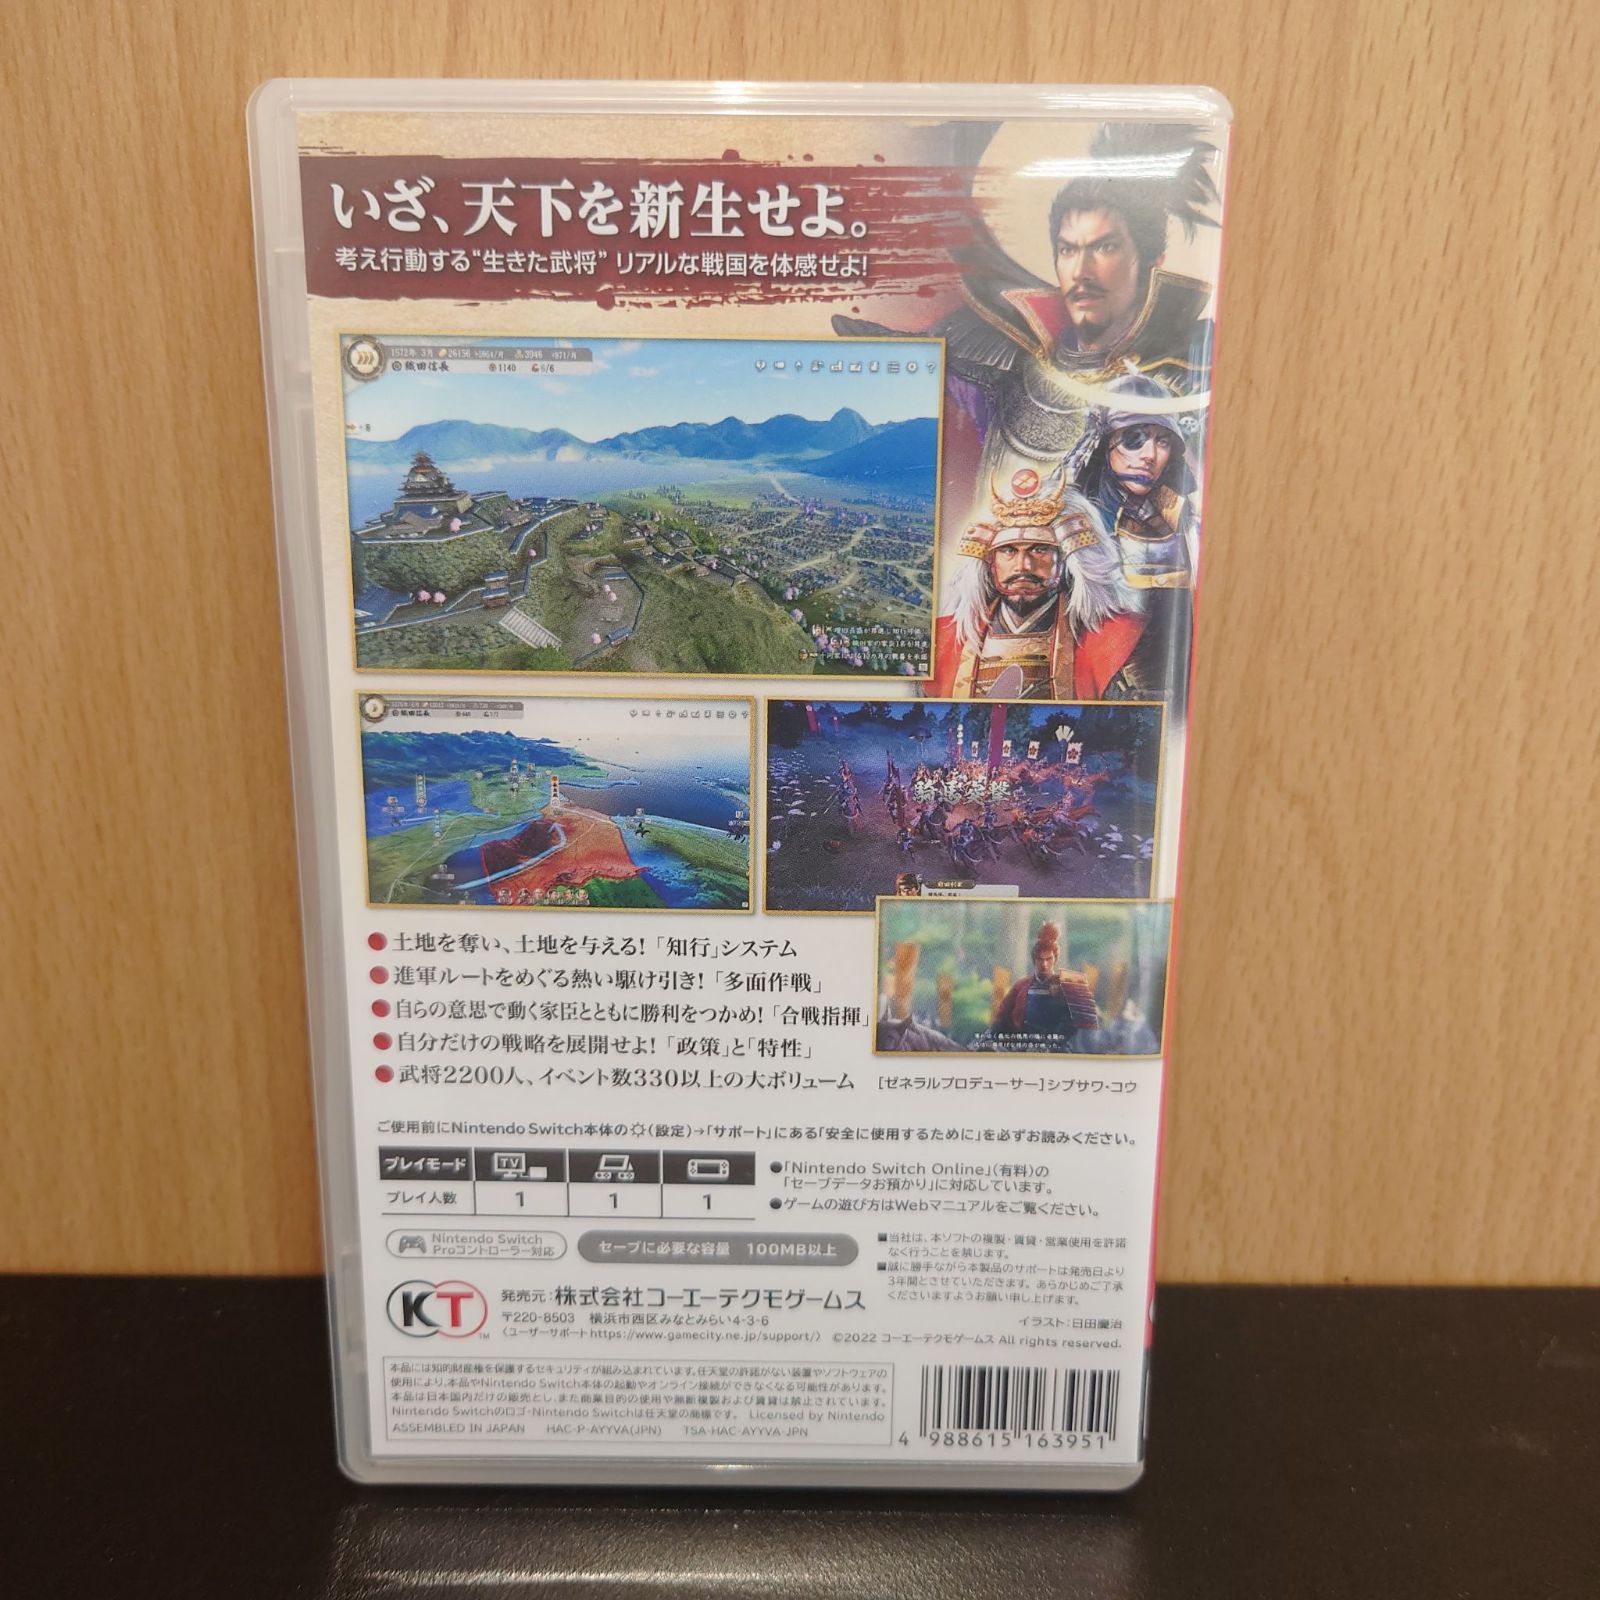 いざ、天下を新生せよ。
考え行動する“生きた武将” リアルな戦国を体感せよ!
1572年 3月 26156 3946
織田信長 1140 6/6
織田信長
騎馬突撃
土地を奪い、土地を与える!「知行」システム
進軍ルートをめぐる熱い駆け引き!「多面作戦」
自らの意思で動く家臣とともに勝利をつかめ!「合戦指揮」
自分だけの戦略を展開せよ!「政策」と「特性」
武将2200人、イベント数330以上の大ボリューム
[ゼネラルプロデューサー]シブサワ・コウ
ご使用前にNintendo Switch本体の(設定)→「サポート」にある「安全に使用するために」を必ずお読みください。
プレイモード TV
プレイ人数 1 1 1
●「Nintendo Switch Online」(有料)の
「セーブデータお預かり」に対応しています。
●ゲームの遊び方はWebマニュアルをご覧ください。
Nintendo Switch
Proコントローラー対応
セーブに必要な容量 100MB以上
■当社は、本ソフトの複製・賃貸・営業使用を許諾
なく行うことを禁じます。
■誠に勝手ながら本製品のサポートは発売日より
3年間とさせていただきます。あらかじめご了承
くださいますようお願い申し上げます。
KT™
発売元:株式会社コーエーテクモゲームス
〒220-8503 横浜市西区みなとみらい4-3-6
〈ユーザーサポート https://www.gamecity.ne.jp/support/〉
イラスト:日田慶治
©2022 コーエーテクモゲームス All rights reserved.
本品には知的財産権を保護するセキュリティが組み込まれています。任天堂の許諾がない装置やソフトウェアの
使用により、本品やNintendo Switch本体の起動やオンライン接続ができなくなる可能性があります。
本品は日本国内だけの販売とし、また商業目的の使用や無断複製および賃貸は禁止されています。
Nintendo Switchのロゴ・Nintendo Switchは任天堂の商標です。 Licensed by Nintendo
ASSEMBLED IN JAPAN HAC-P-AYYVA(JPN) TSA-HAC-AYYVA-JPN
4 988615 163951